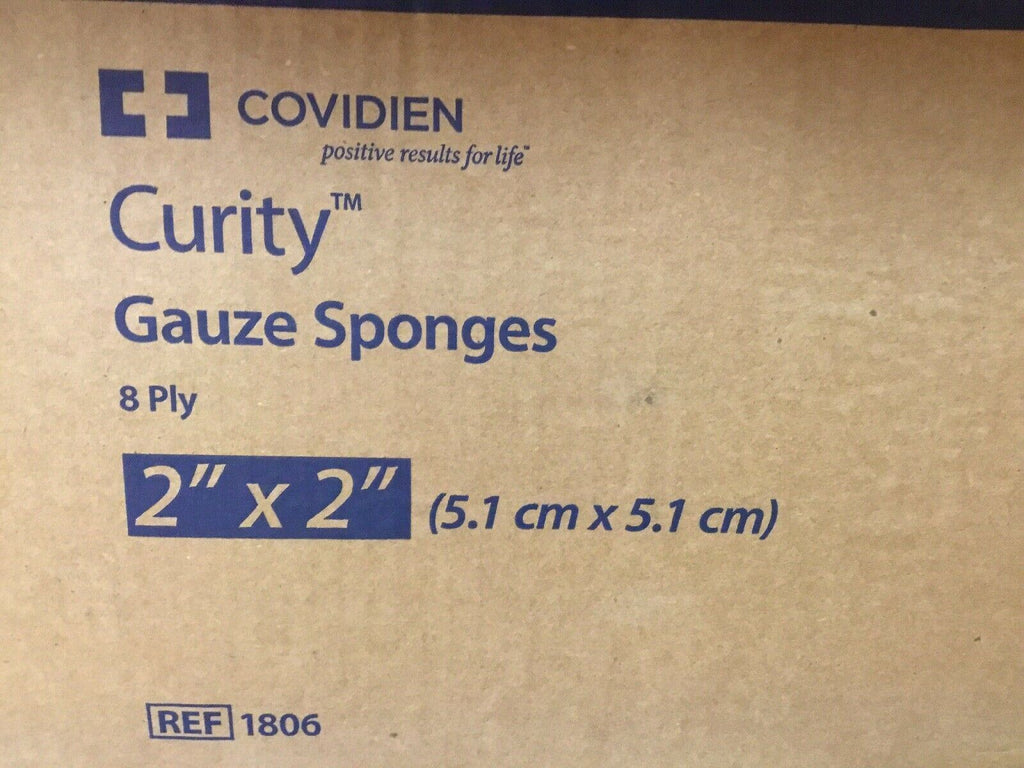 COVIDIEN
positive results for life™
Curity™
Gauze Sponges
8 Ply
2" x 2" (5.1 cm x 5.1 cm)
REF 1806